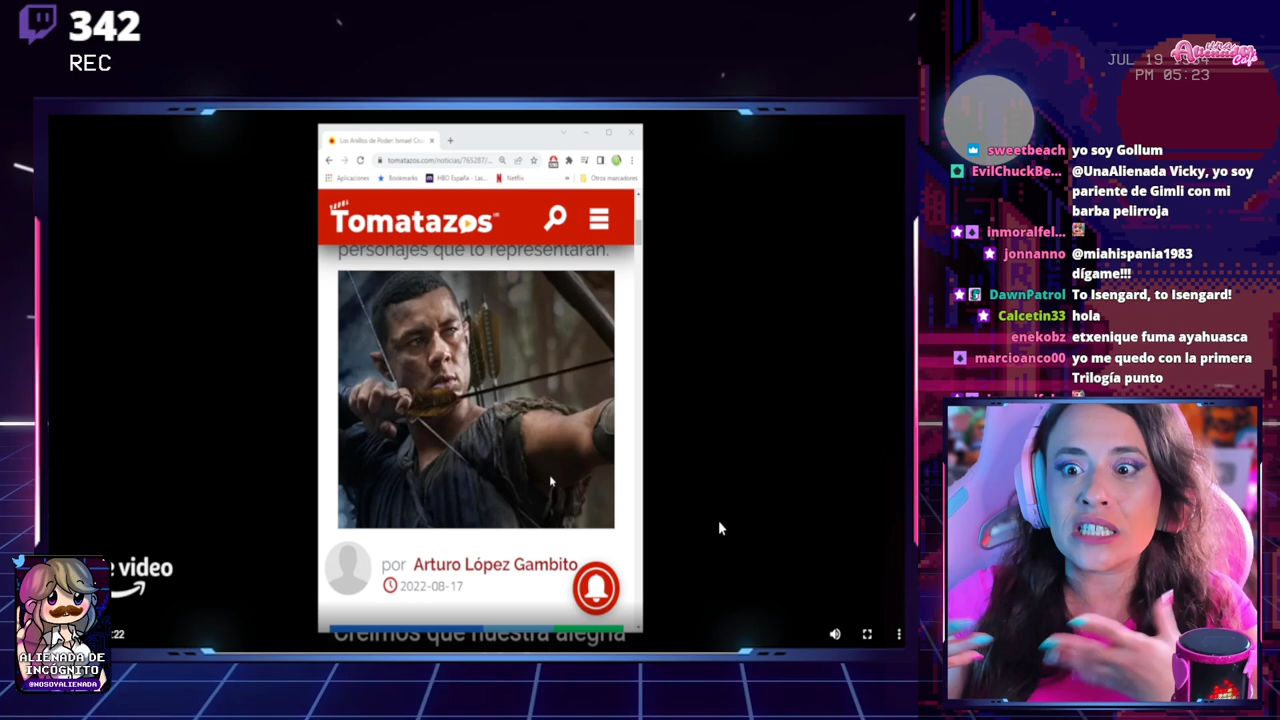 342
REC
JUL 19
PM 05:23
Alienada Café
sweetbeach yo soy Gollum
EvilChuckBe... @UnaAlienada Vicky, yo soy
pariente de Gimli con mi
barba pelirroja
inmoralfel...
jonnanno @miahispania1983
dígame!!!
DawnPatrol To Isengard, to Isengard!
Calcetin33 hola
enekobz etxenique fuma ayahuasca
marcioanco00 yo me quedo con la primera
Trilogía punto
Los Anillos de Poder: Ismael Cru
tomatazos.com/noticias/765287/...
Aplicaciones Bookmarks HBO España - Las... Netflix » Otros marcadores
Tomatazos
personajes que lo representarán.
por Arturo López Gambito
2022-08-17
Creímos que nuestra alegría
e video
:22
ALIENADA DE
INCÓGNITO
@NOSOYALIENADA